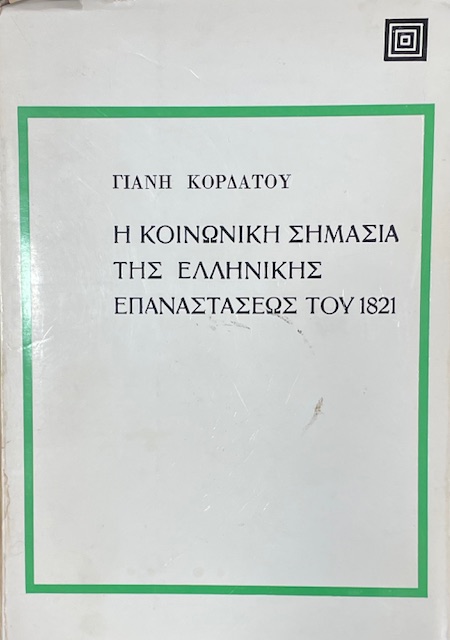 ΓΙΑΝΗ ΚΟΡΔΑΤΟΥ
Η ΚΟΙΝΩΝΙΚΗ ΣΗΜΑΣΙΑ
ΤΗΣ ΕΛΛΗΝΙΚΗΣ
ΕΠΑΝΑΣΤΑΣΕΩΣ ΤΟΥ 1821